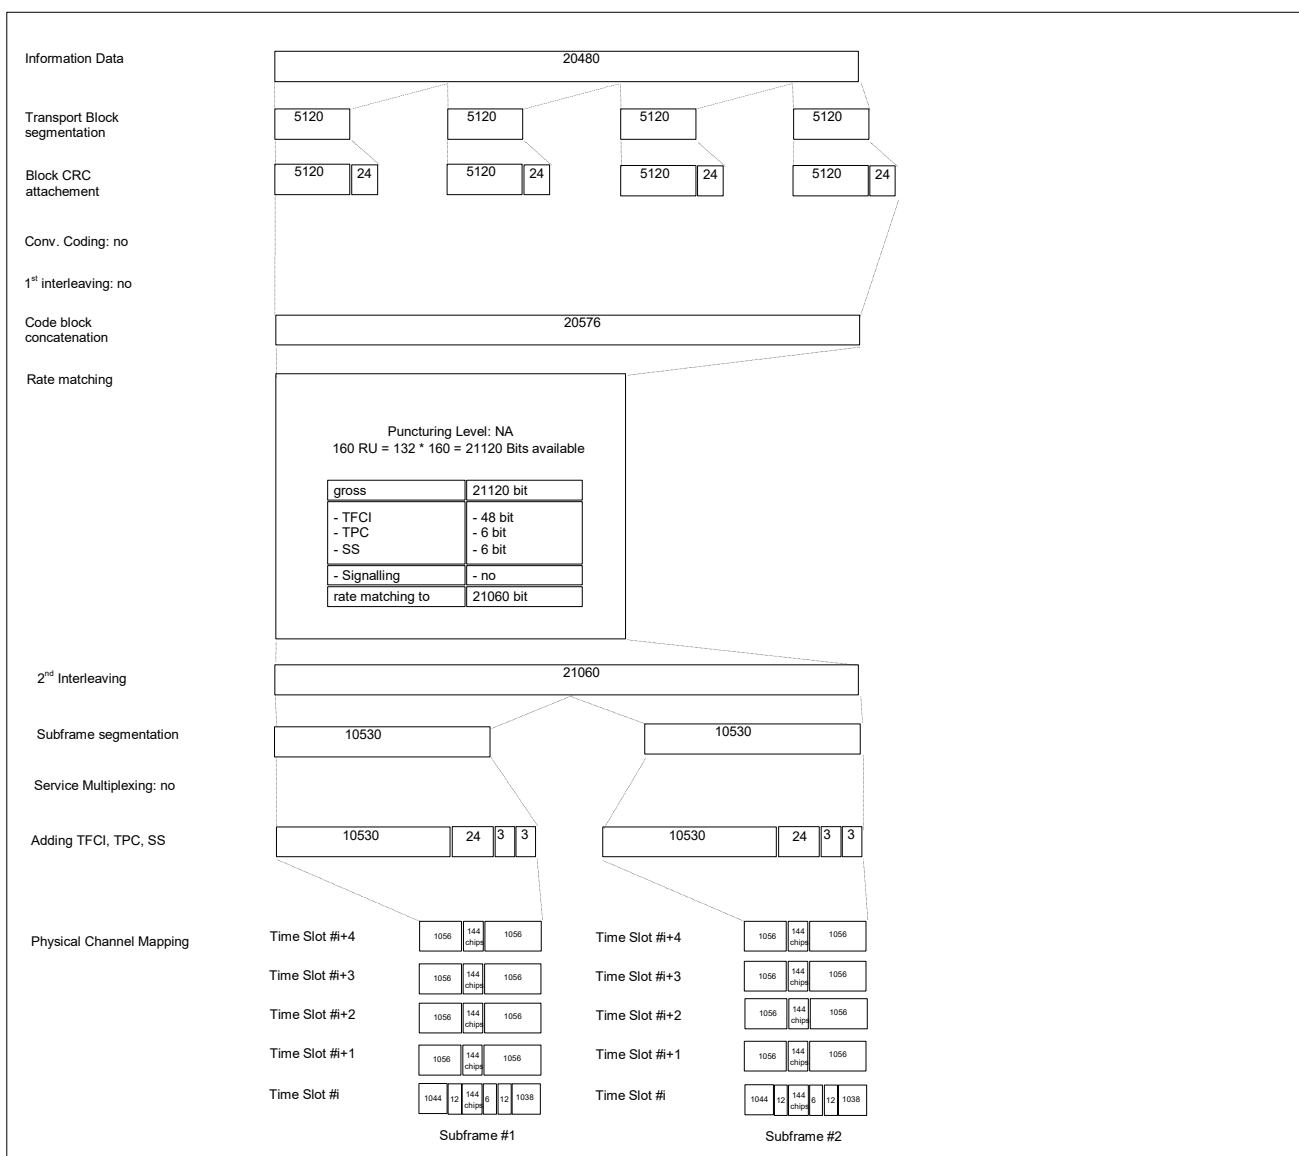 Information Data
20480
Transport Block
segmentation
5120 5120 5120 5120
Block CRC
attachement
5120 24 5120 24 5120 24 5120 24
Conv. Coding: no
1st interleaving: no
Code block
concatenation
20576
Rate matching
Puncturing Level: NA
160 RU = 132 * 160 = 21120 Bits available
gross 21120 bit
- TFCI - 48 bit
- TPC - 6 bit
- SS - 6 bit
- Signalling - no
rate matching to 21060 bit
2nd Interleaving
21060
Subframe segmentation
10530 10530
Service Multiplexing: no
Adding TFCI, TPC, SS
10530 24 3 3 10530 24 3 3
Physical Channel Mapping
Time Slot #i+4 1056 144 chips 1056 Time Slot #i+4 1056 144 chips 1056
Time Slot #i+3 1056 144 chips 1056 Time Slot #i+3 1056 144 chips 1056
Time Slot #i+2 1056 144 chips 1056 Time Slot #i+2 1056 144 chips 1056
Time Slot #i+1 1056 144 chips 1056 Time Slot #i+1 1056 144 chips 1056
Time Slot #i 1044 12 144 chips 6 12 1038 Time Slot #i 1044 12 144 chips 6 12 1038
Subframe #1 Subframe #2